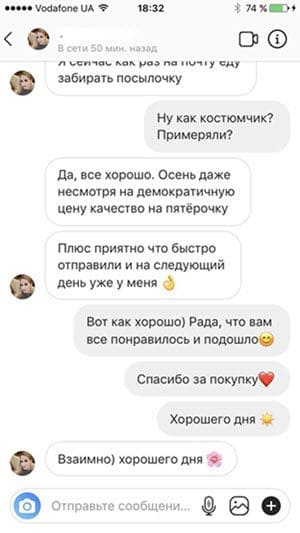 Vodafone UA
18:32
74 %
В сети 50 мин. назад
Я сейчас как раз на почту еду
забирать посылочку
Ну как костюмчик?
Примеряли?
Да, все хорошо. Осень даже
несмотря на демократичную
цену качество на пятёрочку
Плюс приятно что быстро
отправили и на следующий
день уже у меня 👌
Вот как хорошо) Рада, что вам
все понравилось и подошло😊
Спасибо за покупку❤️
Хорошего дня ☀️
Взаимно) хорошего дня 🌸
Отправьте сообщени...